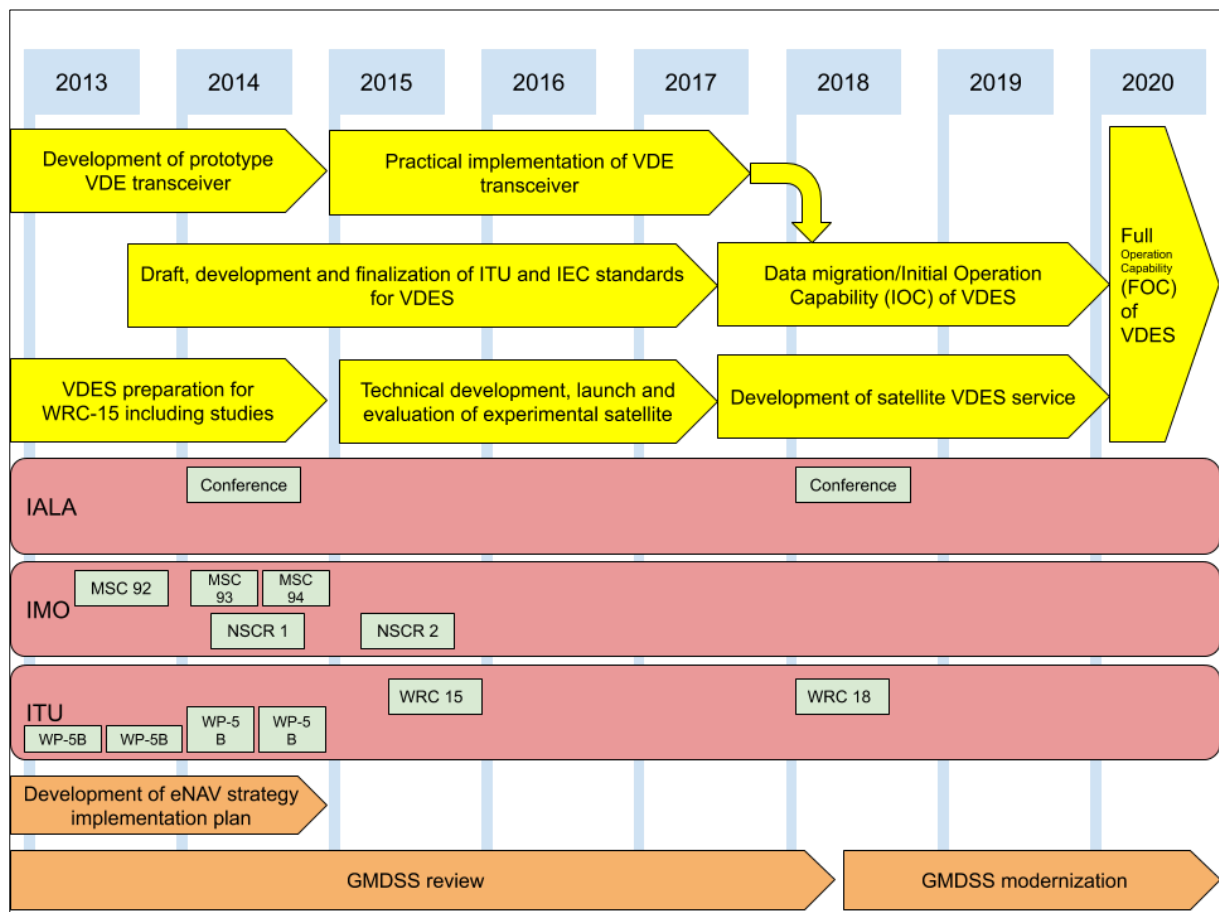 2013
2014
2015
2016
2017
2018
2019
2020
Development of prototype
VDE transceiver
Practical implementation of VDE
transceiver
Draft, development and finalization of ITU and IEC standards
for VDES
Data migration/Initial Operation
Capability (IOC) of VDES
Full
Operation
Capability
(FOC)
of
VDES
VDES preparation for
WRC-15 including studies
Technical development, launch and
evaluation of experimental satellite
Development of satellite VDES service
IALA
Conference
Conference
IMO
MSC 92
MSC
93
MSC
94
NSCR 1
NSCR 2
ITU
WRC 15
WRC 18
WP-5B
WP-5B
WP-5
B
WP-5
B
Development of eNAV strategy
implementation plan
GMDSS review
GMDSS modernization